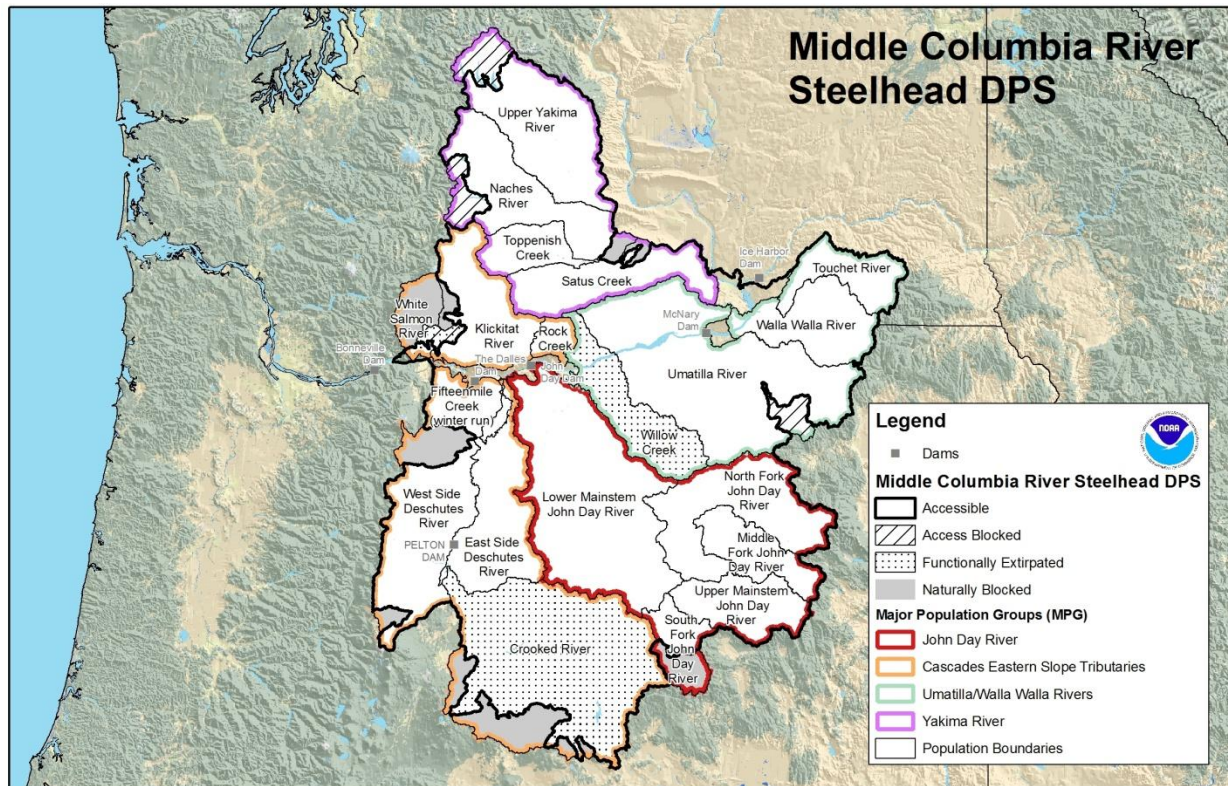 Middle Columbia River
Steelhead DPS
Upper Yakima
River
Naches
River
Toppenish
Creek
Satus Creek
Ice Harbor
Dam
Touchet River
White
Salmon
River
Klickitat
River
Rock
Creek
McNary
Dam
Walla Walla River
Bonneville
Dam
The Dalles
Dam
John
Day Dam
Umatilla River
Fifteenmile
Creek
(winter run)
Willow
Creek
West Side
Deschutes
River
Lower Mainstem
John Day River
North Fork
John Day
River
PELTON
DAM
East Side
Deschutes
River
Middle
Fork John
Day River
Upper Mainstem
John Day
River
South
Fork
John
Day
River
Crooked River
Legend
NOAA
Dams
Middle Columbia River Steelhead DPS
Accessible
Access Blocked
Functionally Extirpated
Naturally Blocked
Major Population Groups (MPG)
John Day River
Cascades Eastern Slope Tributaries
Umatilla/Walla Walla Rivers
Yakima River
Population Boundaries